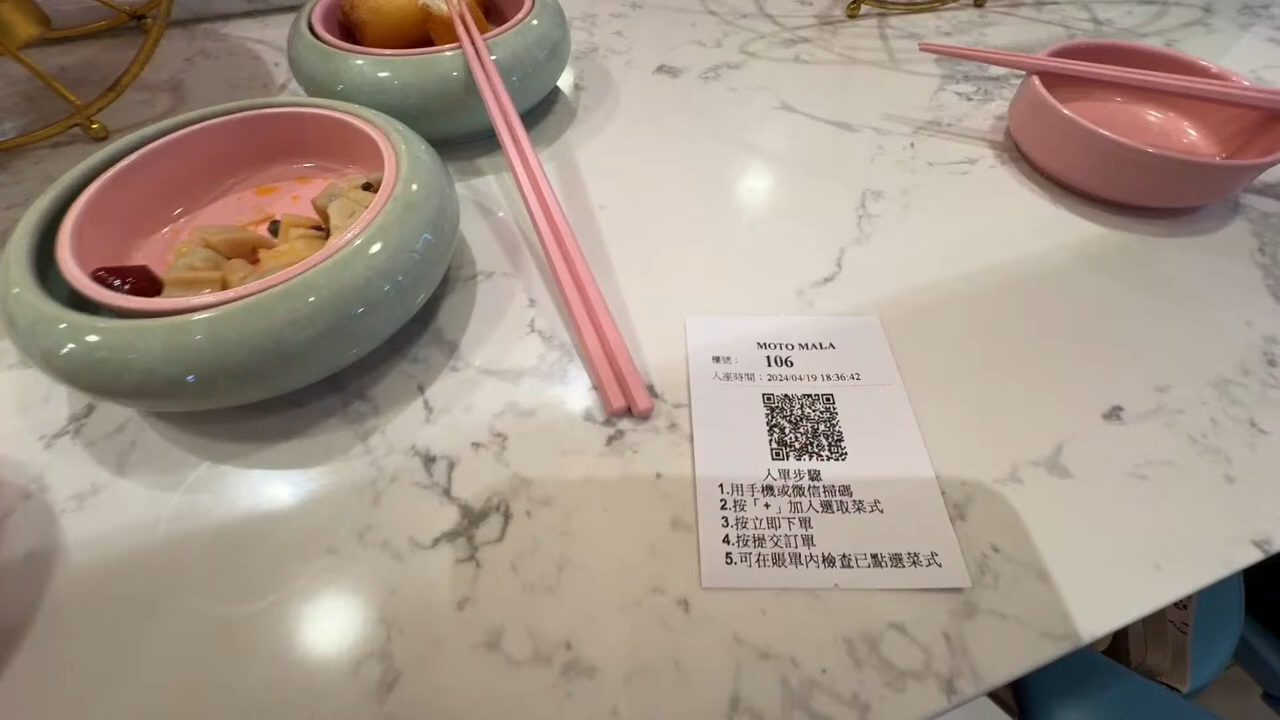 MOTO MALA
檯號： 106
入座時間：2024/04/19 18:36:42
入單步驟
1.用手機或微信掃碼
2.按「+」加入選取菜式
3.按立即下單
4.按提交訂單
5.可在賬單內檢查已點選菜式